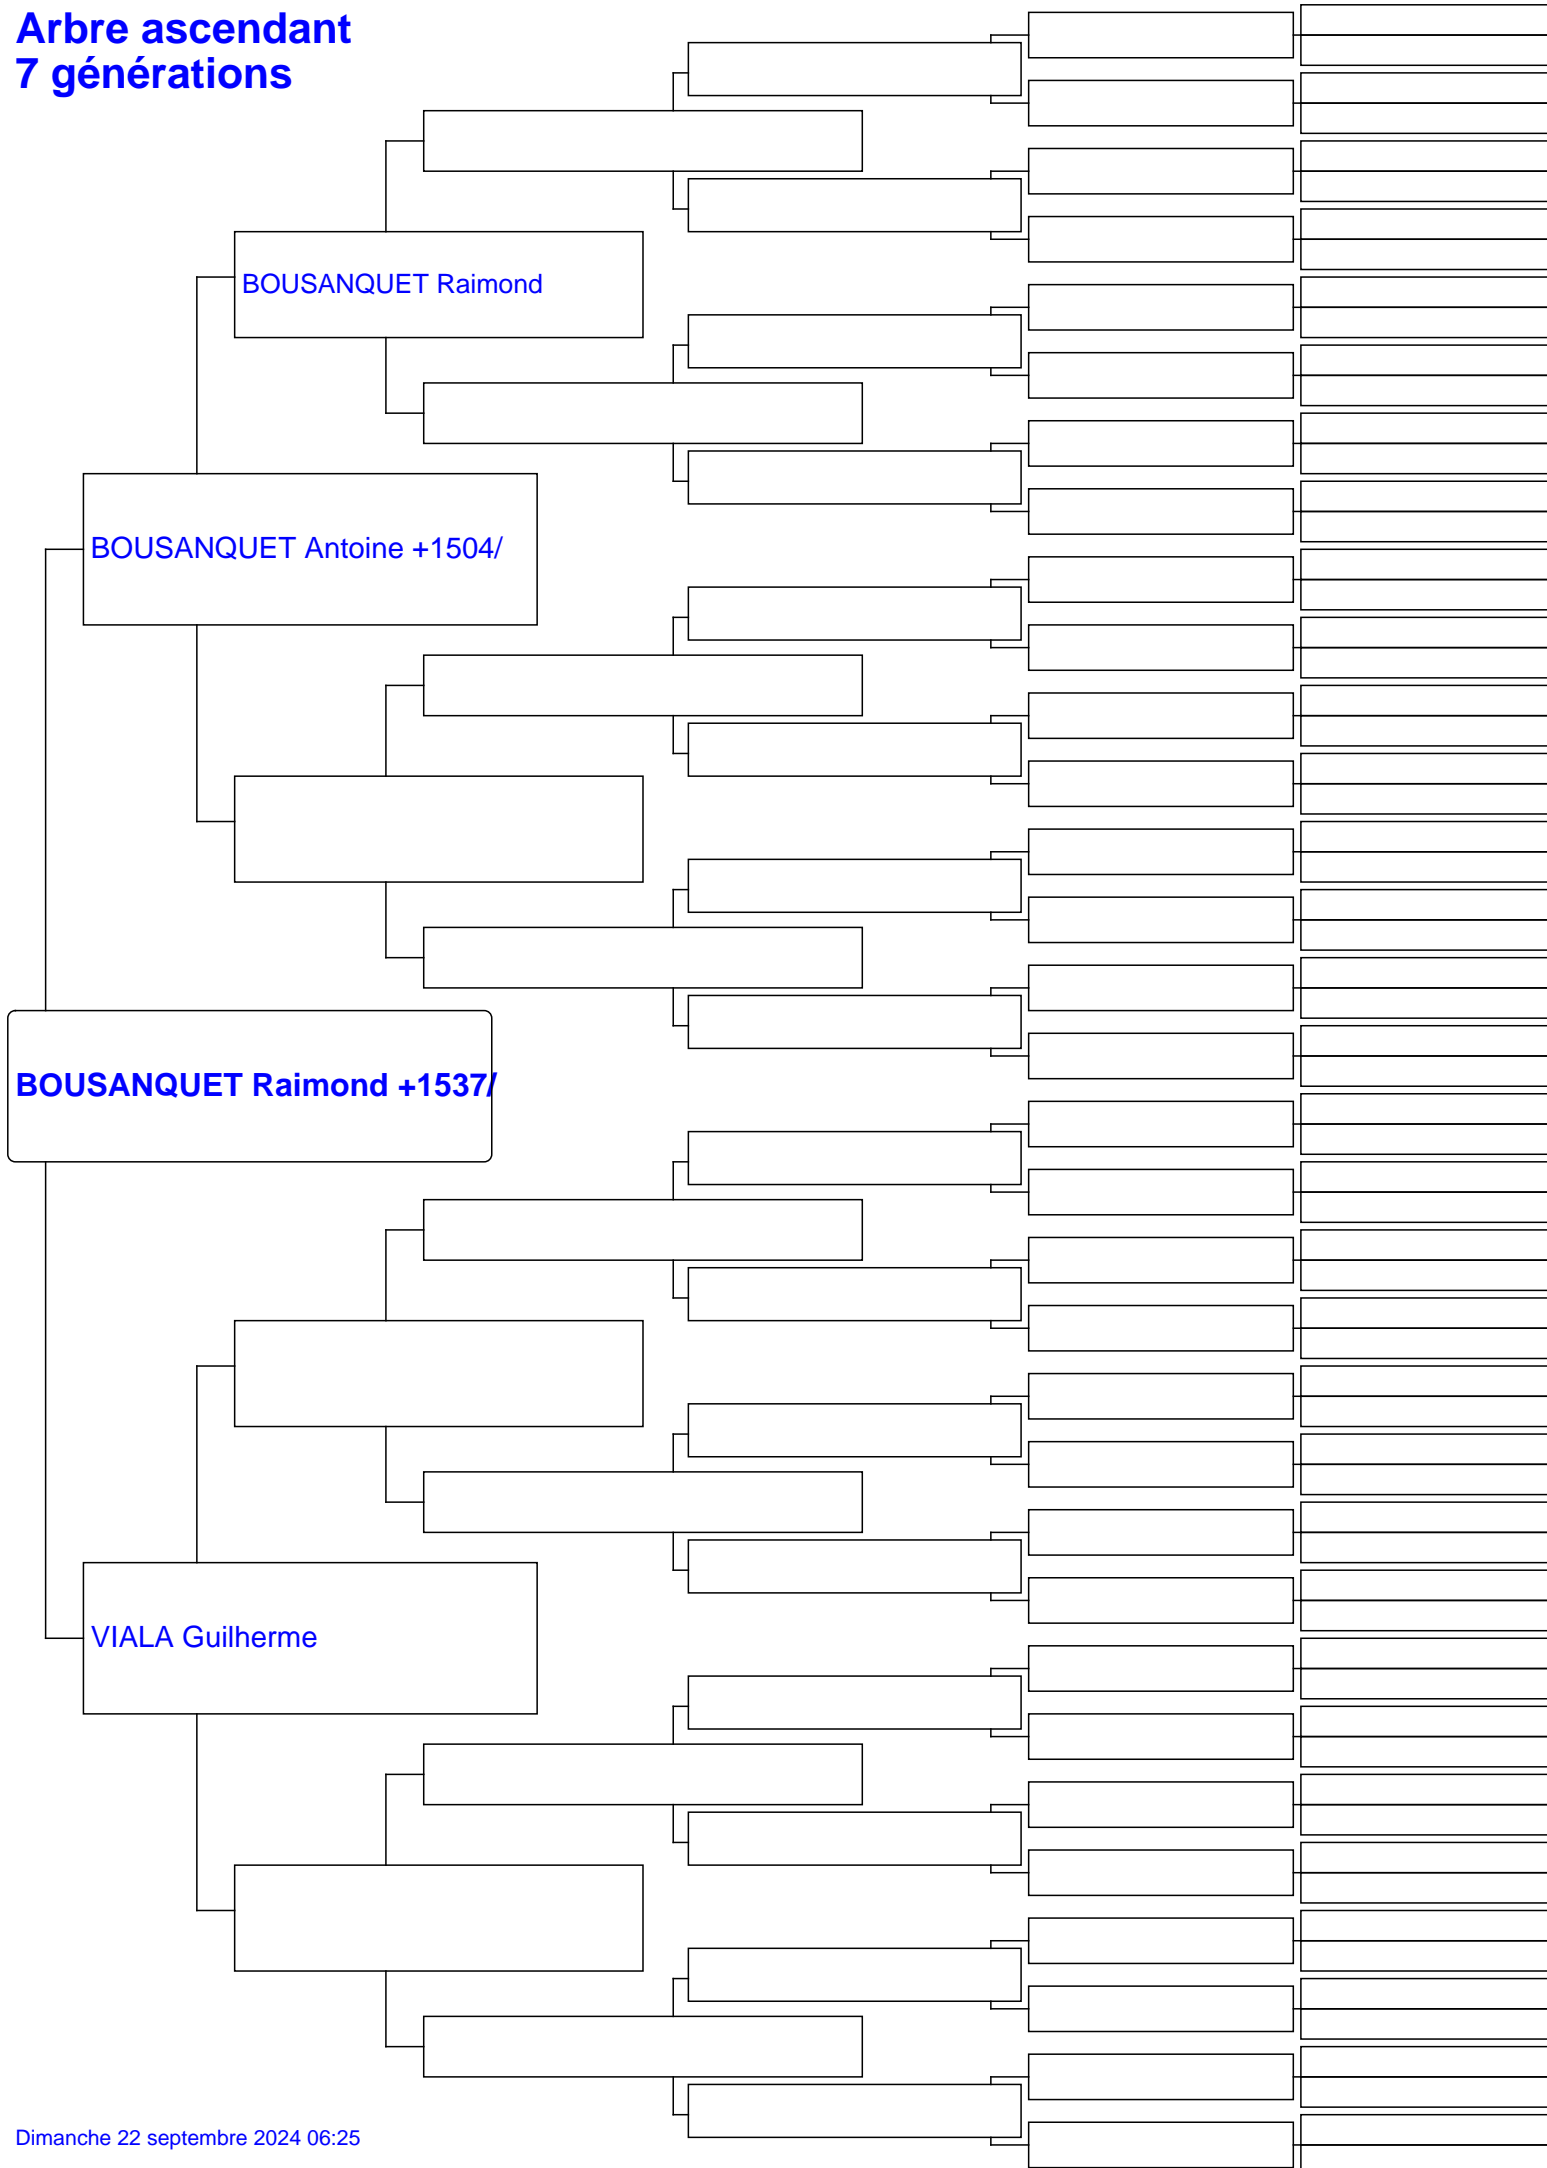 Arbre ascendant
7 générations
BOUSANQUET Raimond
BOUSANQUET Antoine +1504/
BOUSANQUET Raimond +1537/
VIALA Guilherme
Dimanche 22 septembre 2024 06:25